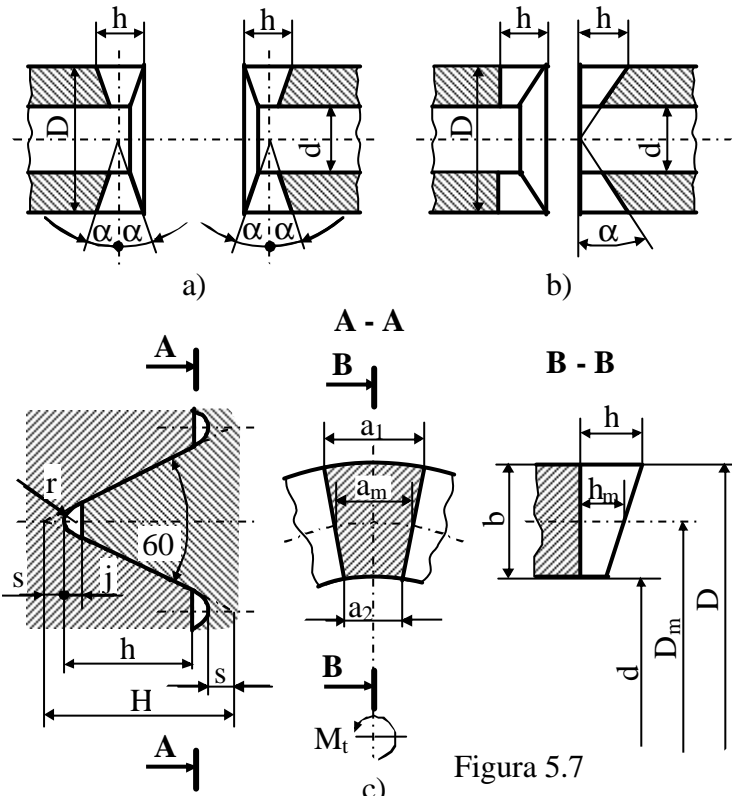 h h h h
D d D d
α α α α α
a) b)
A - A
A B B - B
a₁ h
r aₘ hₘ b
60
s j Dₘ D
a₂ d
h s
H B
A Mₜ
c) Figura 5.7